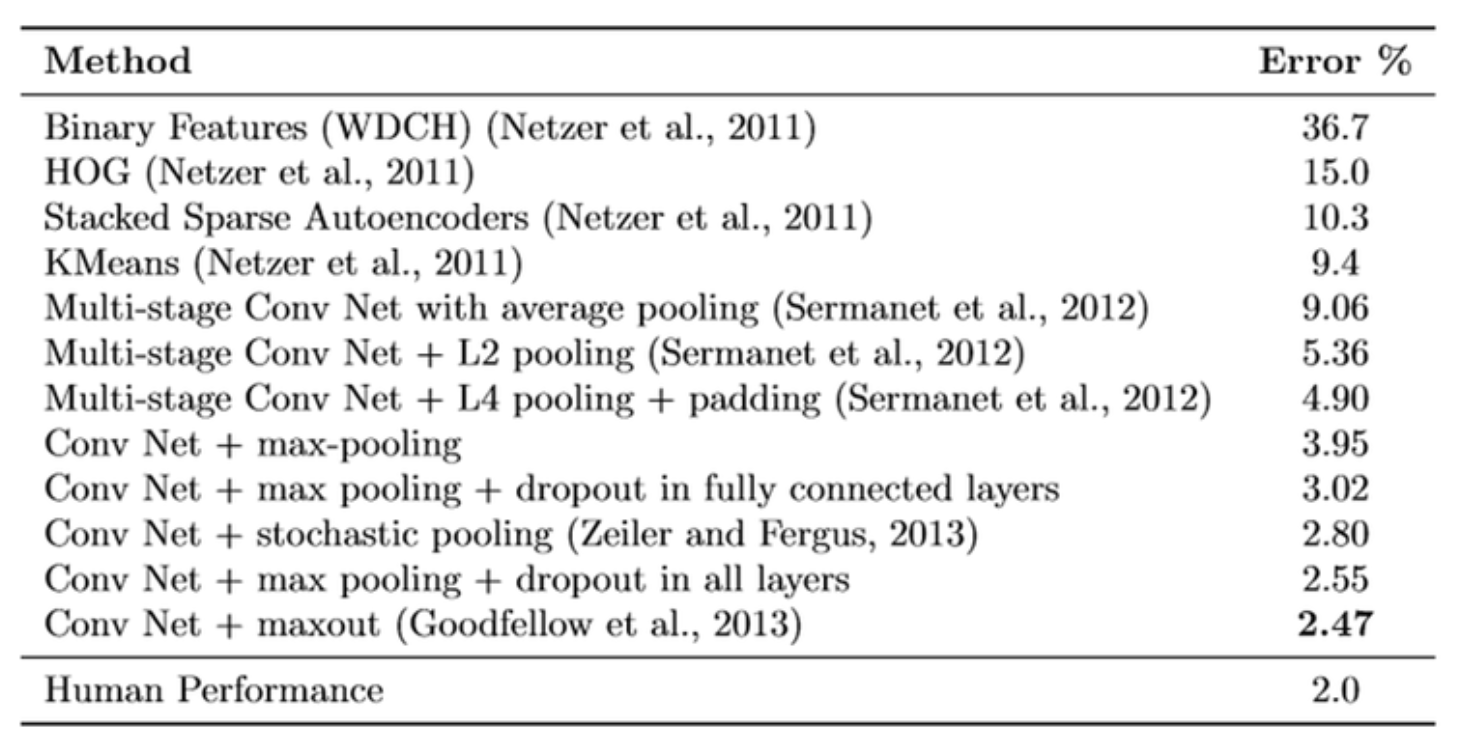 Method Error %
Binary Features (WDCH) (Netzer et al., 2011) 36.7
HOG (Netzer et al., 2011) 15.0
Stacked Sparse Autoencoders (Netzer et al., 2011) 10.3
KMeans (Netzer et al., 2011) 9.4
Multi-stage Conv Net with average pooling (Sermanet et al., 2012) 9.06
Multi-stage Conv Net + L2 pooling (Sermanet et al., 2012) 5.36
Multi-stage Conv Net + L4 pooling + padding (Sermanet et al., 2012) 4.90
Conv Net + max-pooling 3.95
Conv Net + max pooling + dropout in fully connected layers 3.02
Conv Net + stochastic pooling (Zeiler and Fergus, 2013) 2.80
Conv Net + max pooling + dropout in all layers 2.55
Conv Net + maxout (Goodfellow et al., 2013) 2.47
Human Performance 2.0